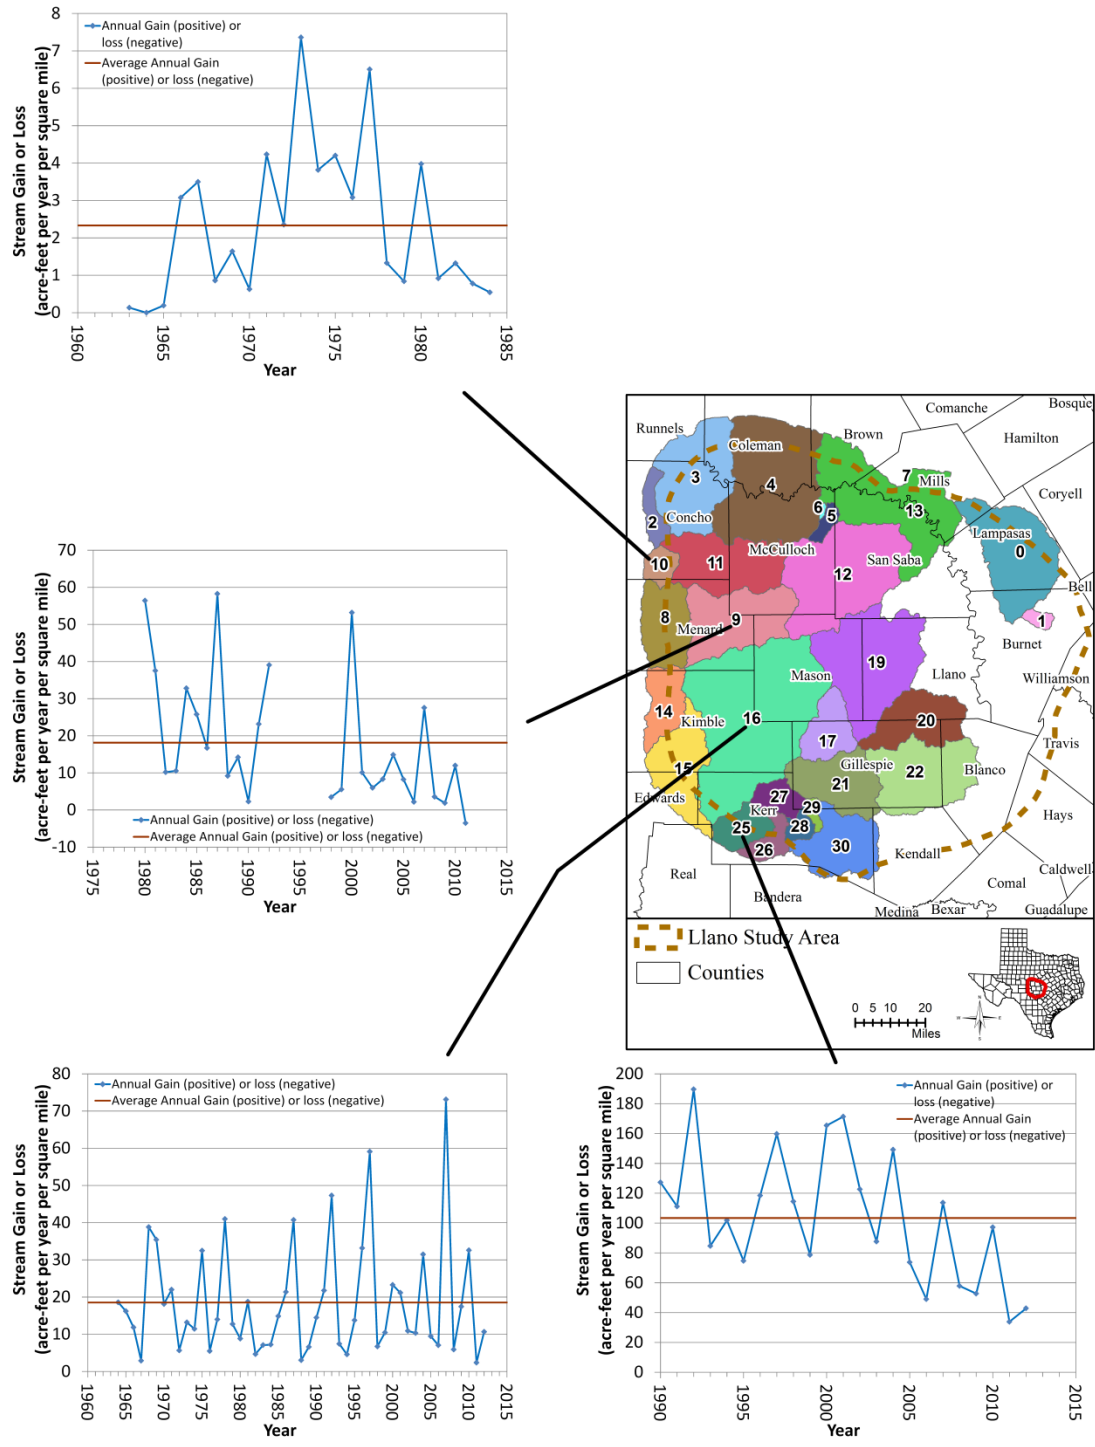 8
7
6
5
4
3
2
1
0
Stream Gain or Loss
(acre-feet per year per square mile)
Annual Gain (positive) or
loss (negative)
Average Annual Gain
(positive) or loss (negative)
1960
1965
1970
1975
1980
1985
Year
70
60
50
40
30
20
10
0
-10
Stream Gain or Loss
(acre-feet per year per square mile)
Annual Gain (positive) or loss (negative)
Average Annual Gain (positive) or loss (negative)
1975
1980
1985
1990
1995
2000
2005
2010
2015
Year
Comanche
Bosque
Runnels
Coleman
Brown
Hamilton
3
4
7
Mills
Coryell
2
Concho
6
5
13
Lampasas
0
McCulloch
10
11
12
San Saba
Bell
8
Menard
9
1
Burnet
Mason
19
Llano
Williamson
14
Kimble
16
20
17
Travis
15
Gillespie
22
Blanco
21
Edwards
27
29
Kerr
Hays
25
28
26
30
Kendall
Real
Caldwell
Comal
Bandera
Medina
Bexar
Guadalupe
Llano Study Area
Counties
0 5 10 20
Miles
N
W
E
S
80
70
60
50
40
30
20
10
0
Stream Gain or Loss
(acre-feet per year per square mile)
Annual Gain (positive) or loss (negative)
Average Annual Gain (positive) or loss (negative)
1960
1965
1970
1975
1980
1985
1990
1995
2000
2005
2010
2015
Year
200
180
160
140
120
100
80
60
40
20
0
Stream Gain or Loss
(acre-feet per year per square mile)
Annual Gain (positive) or
loss (negative)
Average Annual Gain
(positive) or loss (negative)
1990
1995
2000
2005
2010
2015
Year